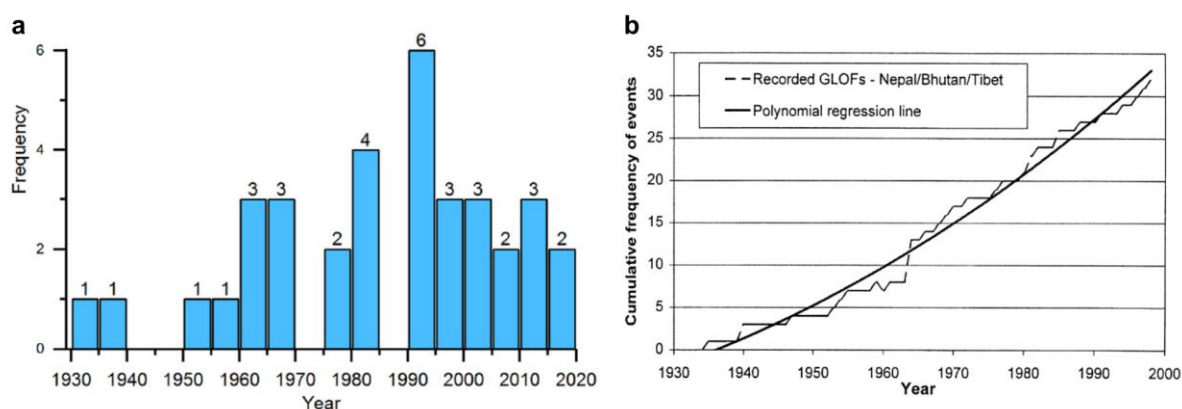 a
6
4
2
0
Frequency
1 1 1 1 3 3 2 4 6 3 3 2 3 2
1930 1940 1950 1960 1970 1980 1990 2000 2010 2020
Year
b
35
30
25
20
15
10
5
0
Cumulative frequency of events
Recorded GLOFs - Nepal/Bhutan/Tibet
Polynomial regression line
1930 1940 1950 1960 1970 1980 1990 2000
Year